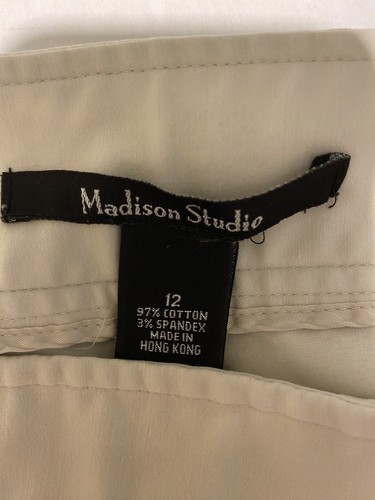 Madison Studio
12
97% COTTON
3% SPANDEX
MADE IN
HONG KONG